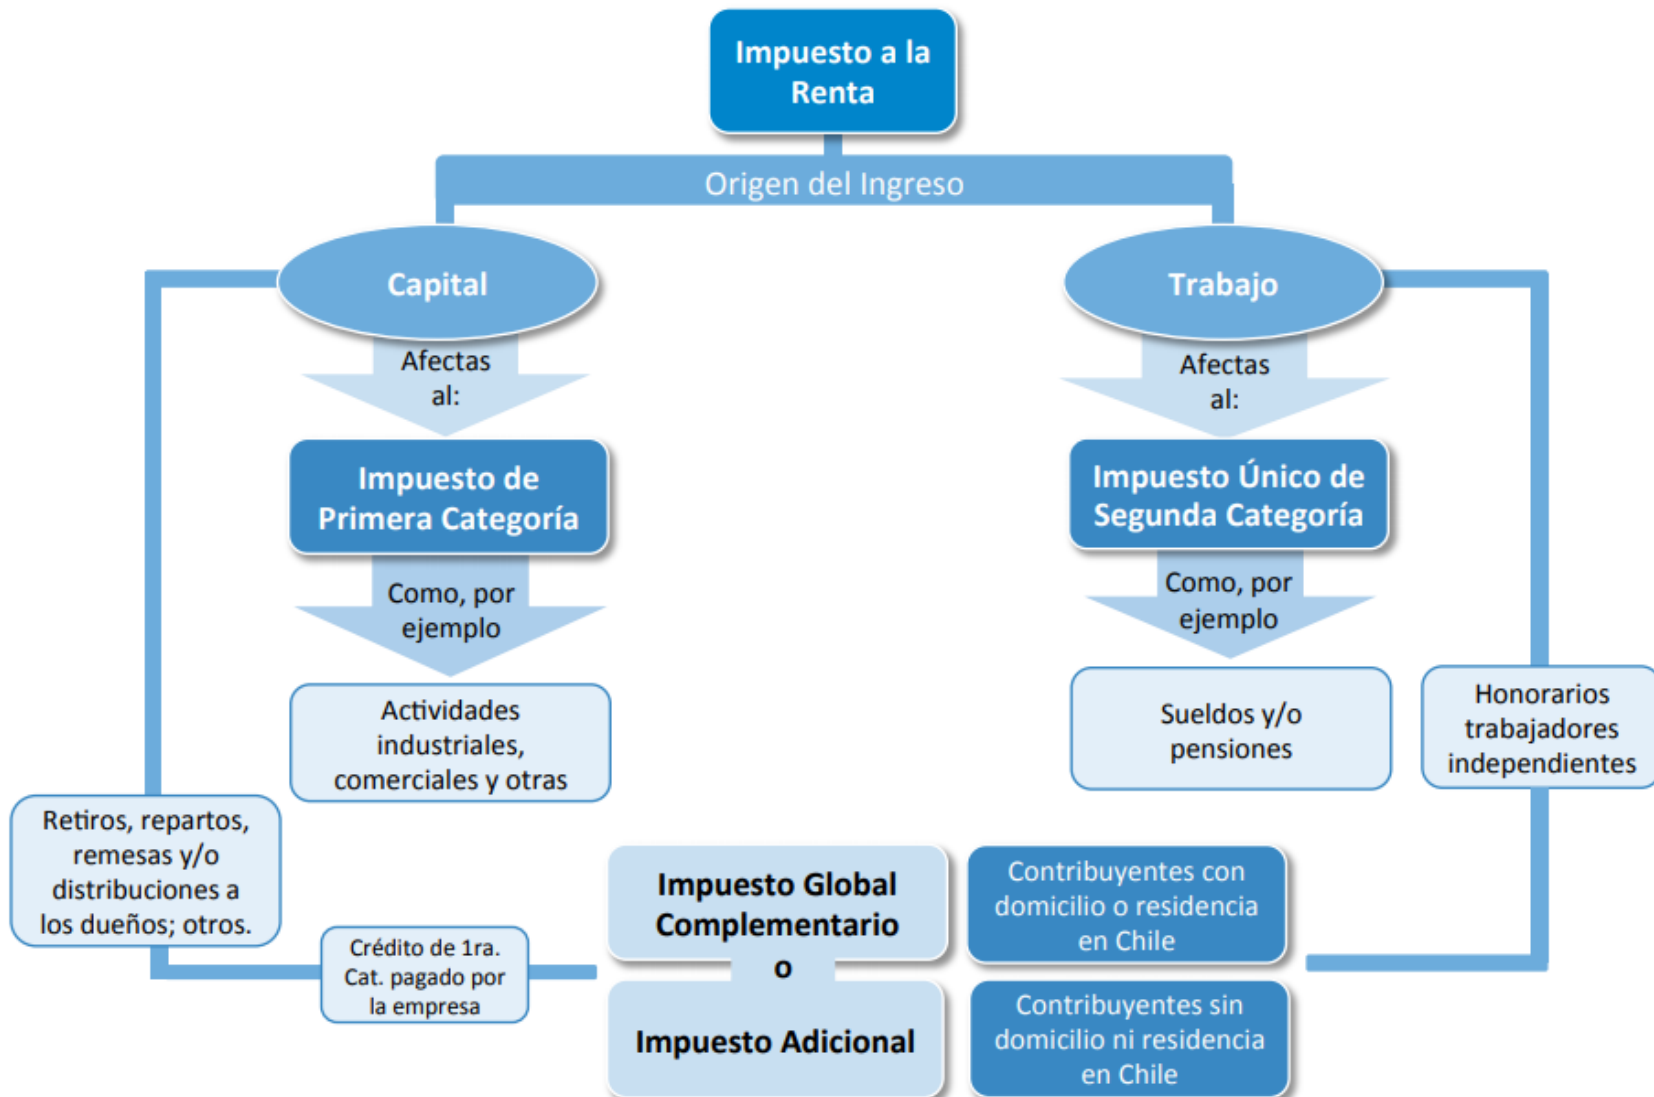 Impuesto a la
Renta
Origen del Ingreso
Capital
Trabajo
Afectas
al:
Afectas
al:
Impuesto de
Primera Categoría
Impuesto Único de
Segunda Categoría
Como, por
ejemplo
Como, por
ejemplo
Actividades
industriales,
comerciales y otras
Sueldos y/o
pensiones
Honorarios
trabajadores
independientes
Retiros, repartos,
remesas y/o
distribuciones a
los dueños; otros.
Crédito de 1ra.
Cat. pagado por
la empresa
Impuesto Global
Complementario
o
Impuesto Adicional
Contribuyentes con
domicilio o residencia
en Chile
Contribuyentes sin
domicilio ni residencia
en Chile